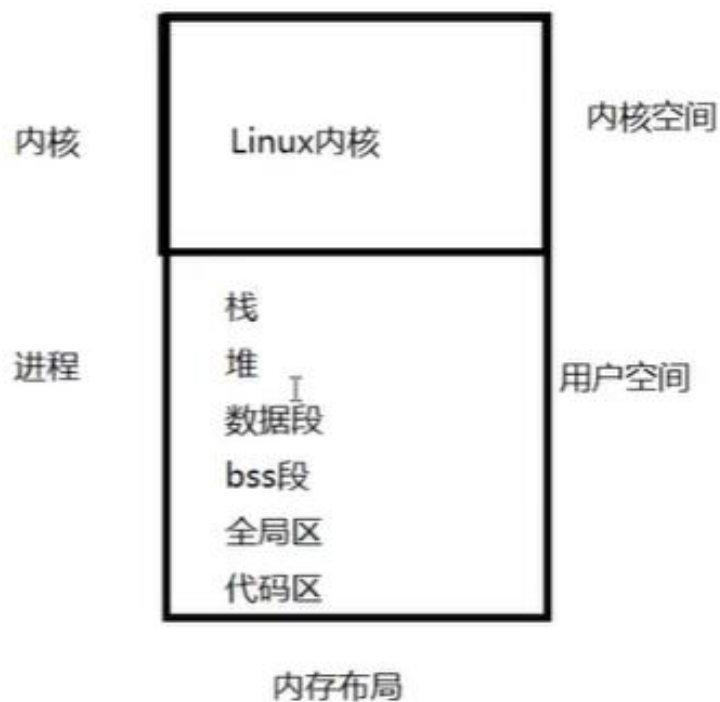 内核
Linux内核
内核空间
栈
堆
进程
用户空间
数据段
bss段
全局区
代码区
内存布局